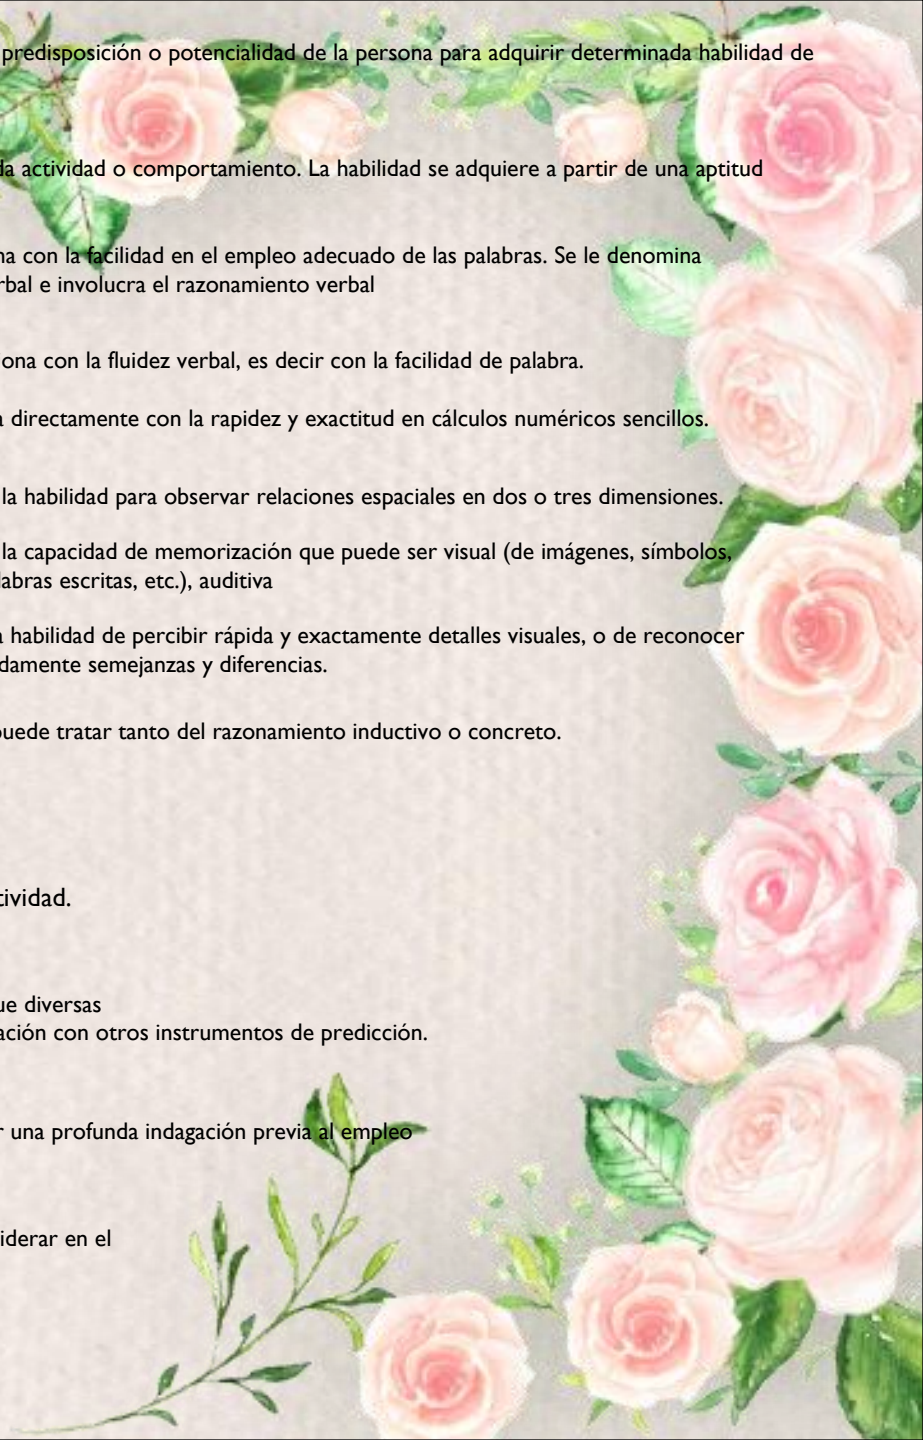 predisposición o potencialidad de la persona para adquirir determinada habilidad de
da actividad o comportamiento. La habilidad se adquiere a partir de una aptitud
na con la facilidad en el empleo adecuado de las palabras. Se le denomina
rbal e involucra el razonamiento verbal
ona con la fluidez verbal, es decir con la facilidad de palabra.
a directamente con la rapidez y exactitud en cálculos numéricos sencillos.
la habilidad para observar relaciones espaciales en dos o tres dimensiones.
la capacidad de memorización que puede ser visual (de imágenes, símbolos,
labras escritas, etc.), auditiva
a habilidad de percibir rápida y exactamente detalles visuales, o de reconocer
damente semejanzas y diferencias.
puede tratar tanto del razonamiento inductivo o concreto.
tividad.
ue diversas
ación con otros instrumentos de predicción.
r una profunda indagación previa al empleo
iderar en el